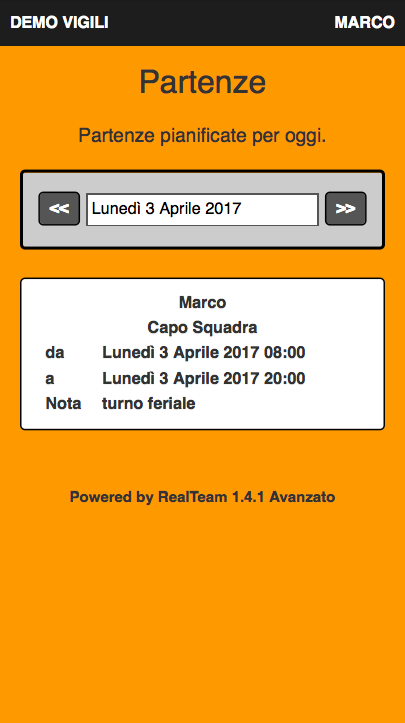 DEMO VIGILI MARCO
Partenze
Partenze pianificate per oggi.
<< Lunedì 3 Aprile 2017 >>
Marco
Capo Squadra
da Lunedì 3 Aprile 2017 08:00
a Lunedì 3 Aprile 2017 20:00
Nota turno feriale
Powered by RealTeam 1.4.1 Avanzato